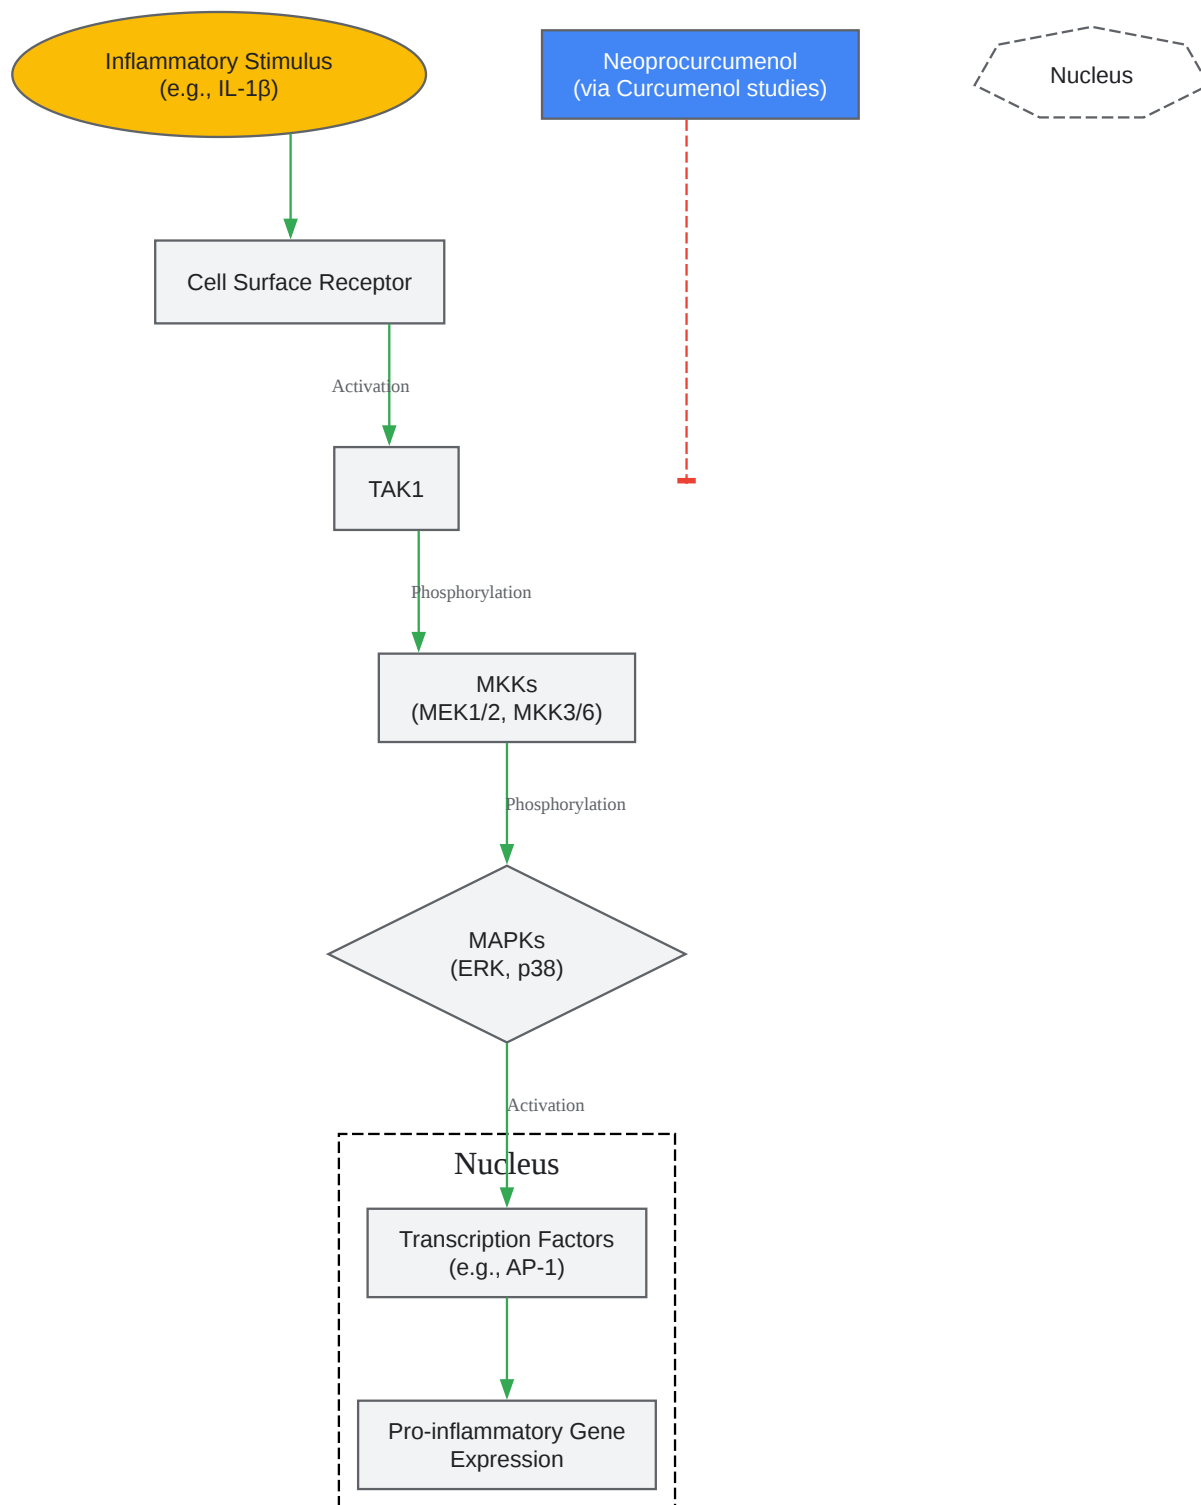 Inflammatory Stimulus
(e.g., IL-1β)
Neoprocurcumenol
(via Curcumenol studies)
Nucleus
Cell Surface Receptor
Activation
TAK1
Phosphorylation
MKKs
(MEK1/2, MKK3/6)
Phosphorylation
MAPKs
(ERK, p38)
Activation
Nucleus
Transcription Factors
(e.g., AP-1)
Pro-inflammatory Gene
Expression